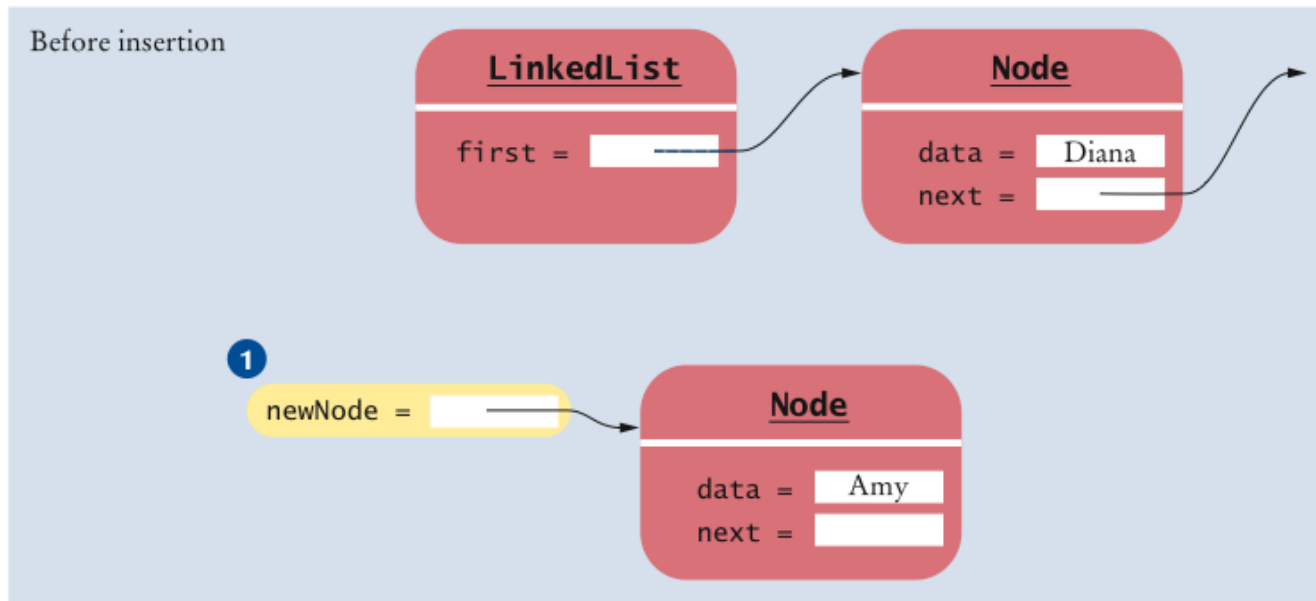 Before insertion
LinkedList
first =
Node
data = Diana
next =
1
newNode =
Node
data = Amy
next =